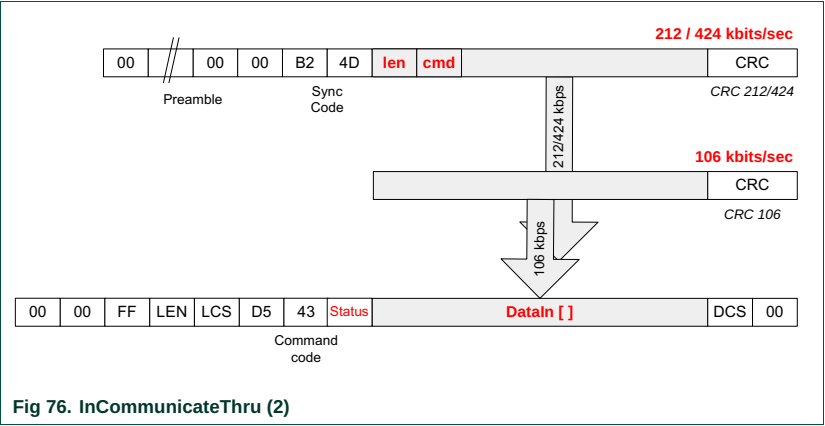 212 / 424 kbits/sec
00 00 00 B2 4D len cmd CRC
Preamble
Sync
Code
CRC 212/424
212/424 kbps
106 kbits/sec
CRC
CRC 106
106 kbps
00 00 FF LEN LCS D5 43 Status DataIn [ ] DCS 00
Command
code
Fig 76. InCommunicateThru (2)